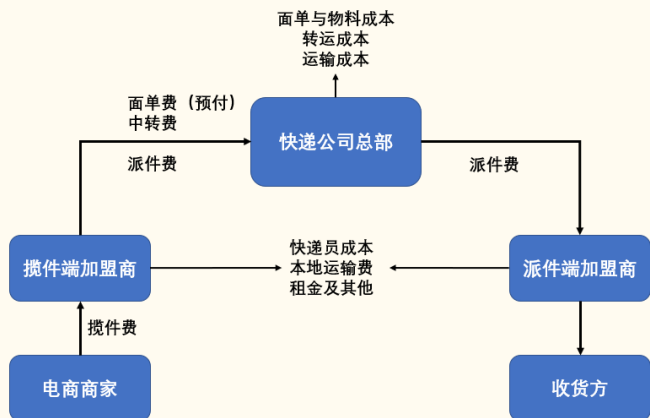 面单与物料成本
转运成本
运输成本
面单费（预付）
中转费
派件费
快递公司总部
派件费
揽件端加盟商
快递员成本
本地运输费
租金及其他
派件端加盟商
揽件费
电商商家
收货方